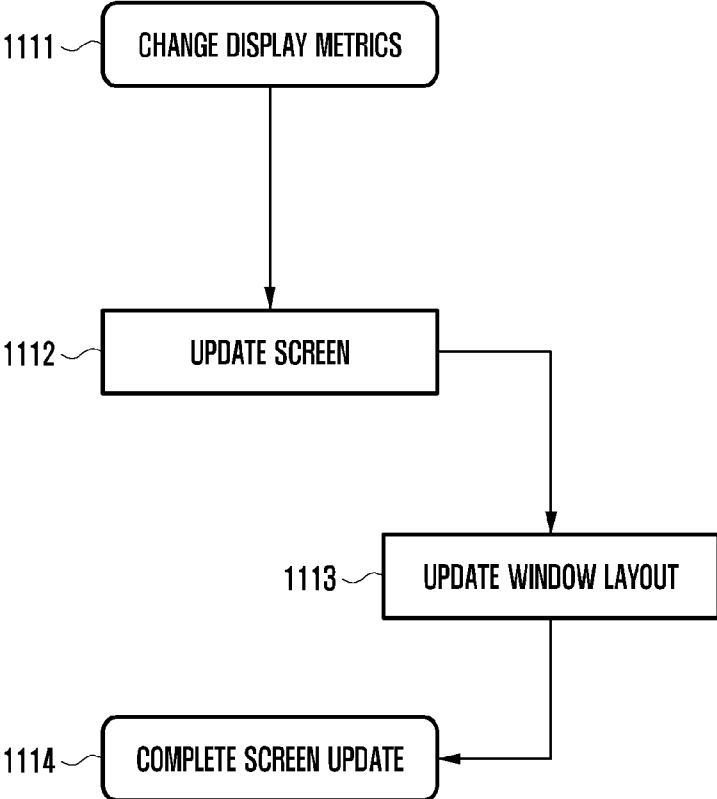 1111 CHANGE DISPLAY METRICS
1112 UPDATE SCREEN
1113 UPDATE WINDOW LAYOUT
1114 COMPLETE SCREEN UPDATE